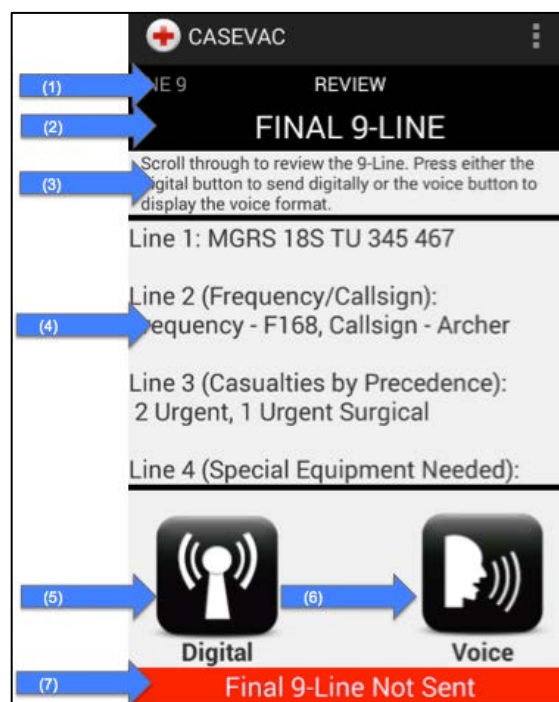 CASEVAC
(1) NE 9 REVIEW
(2) FINAL 9-LINE
Scroll through to review the 9-Line. Press either the
(3) igital button to send digitally or the voice button to
display the voice format.
Line 1: MGRS 18S TU 345 467
Line 2 (Frequency/Callsign):
(4) equency - F168, Callsign - Archer
Line 3 (Casualties by Precedence):
2 Urgent, 1 Urgent Surgical
Line 4 (Special Equipment Needed):
(5) (6)
Digital Voice
(7) Final 9-Line Not Sent